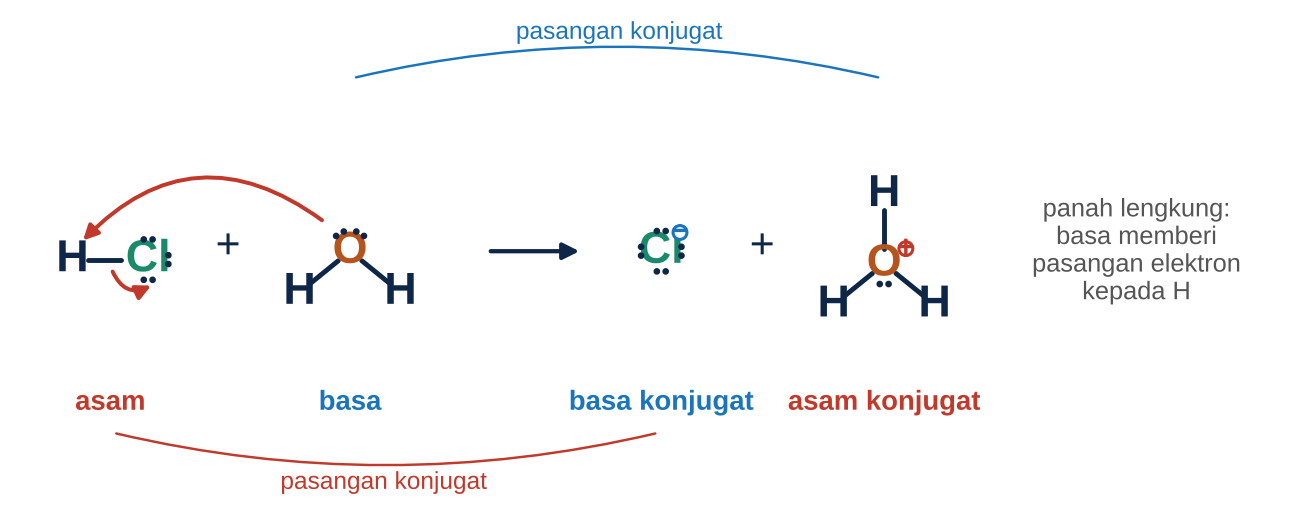 pasangan konjugat
H Cl + O H H Cl ⊖ + H O ⊕ H H
panah lengkung:
basa memberi
pasangan elektron
kepada H
asam basa basa konjugat asam konjugat
pasangan konjugat